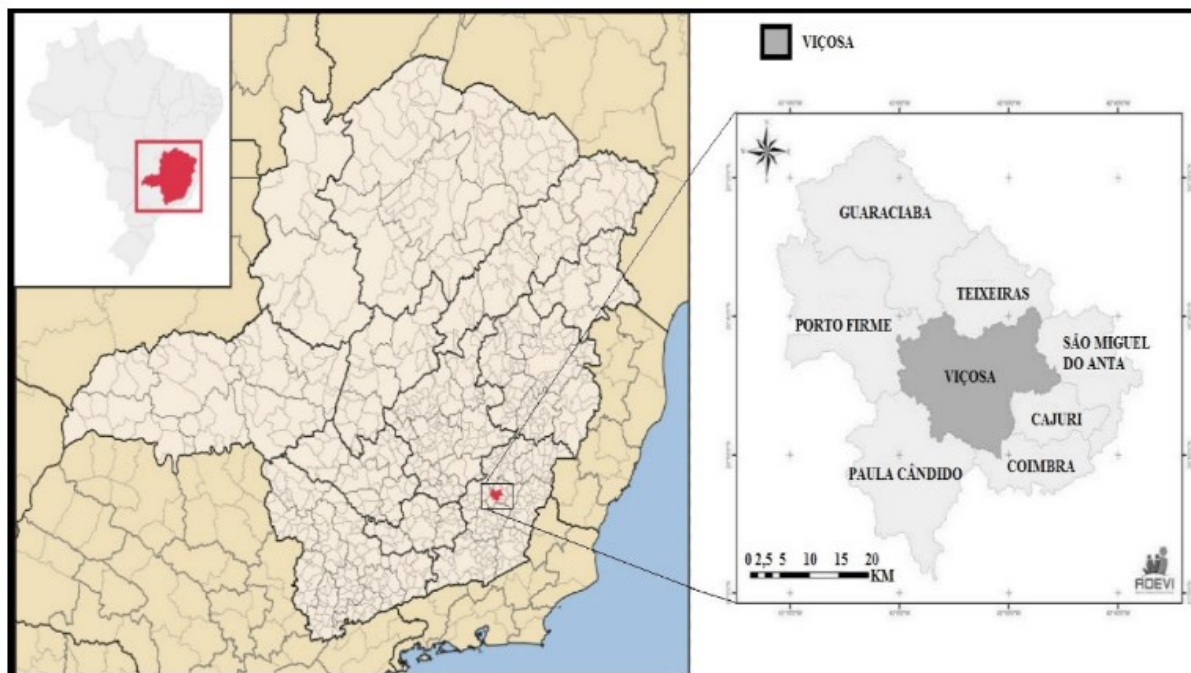 VIÇOSA
GUARACIABA
TEIXEIRAS
PORTO FIRME
SÃO MIGUEL
DO ANTA
VIÇOSA
CAJURI
COIMBRA
PAULA CÂNDIDO
0 2,5 5 10 15 20
KM